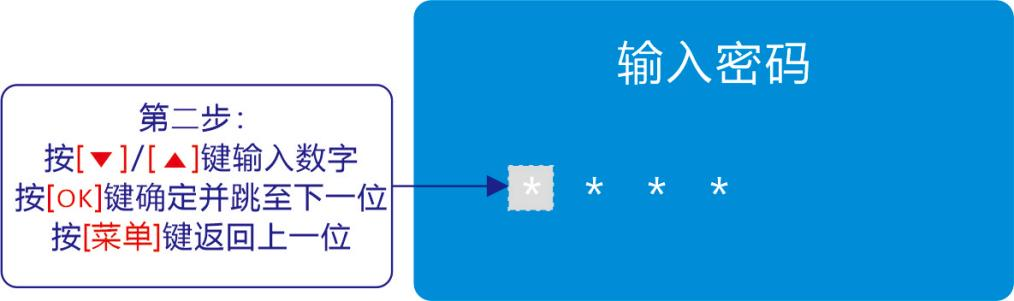 第二步：
按[▼]/[▲]键输入数字
按[OK]键确定并跳至下一位
按[菜单]键返回上一位
输入密码
* * * *